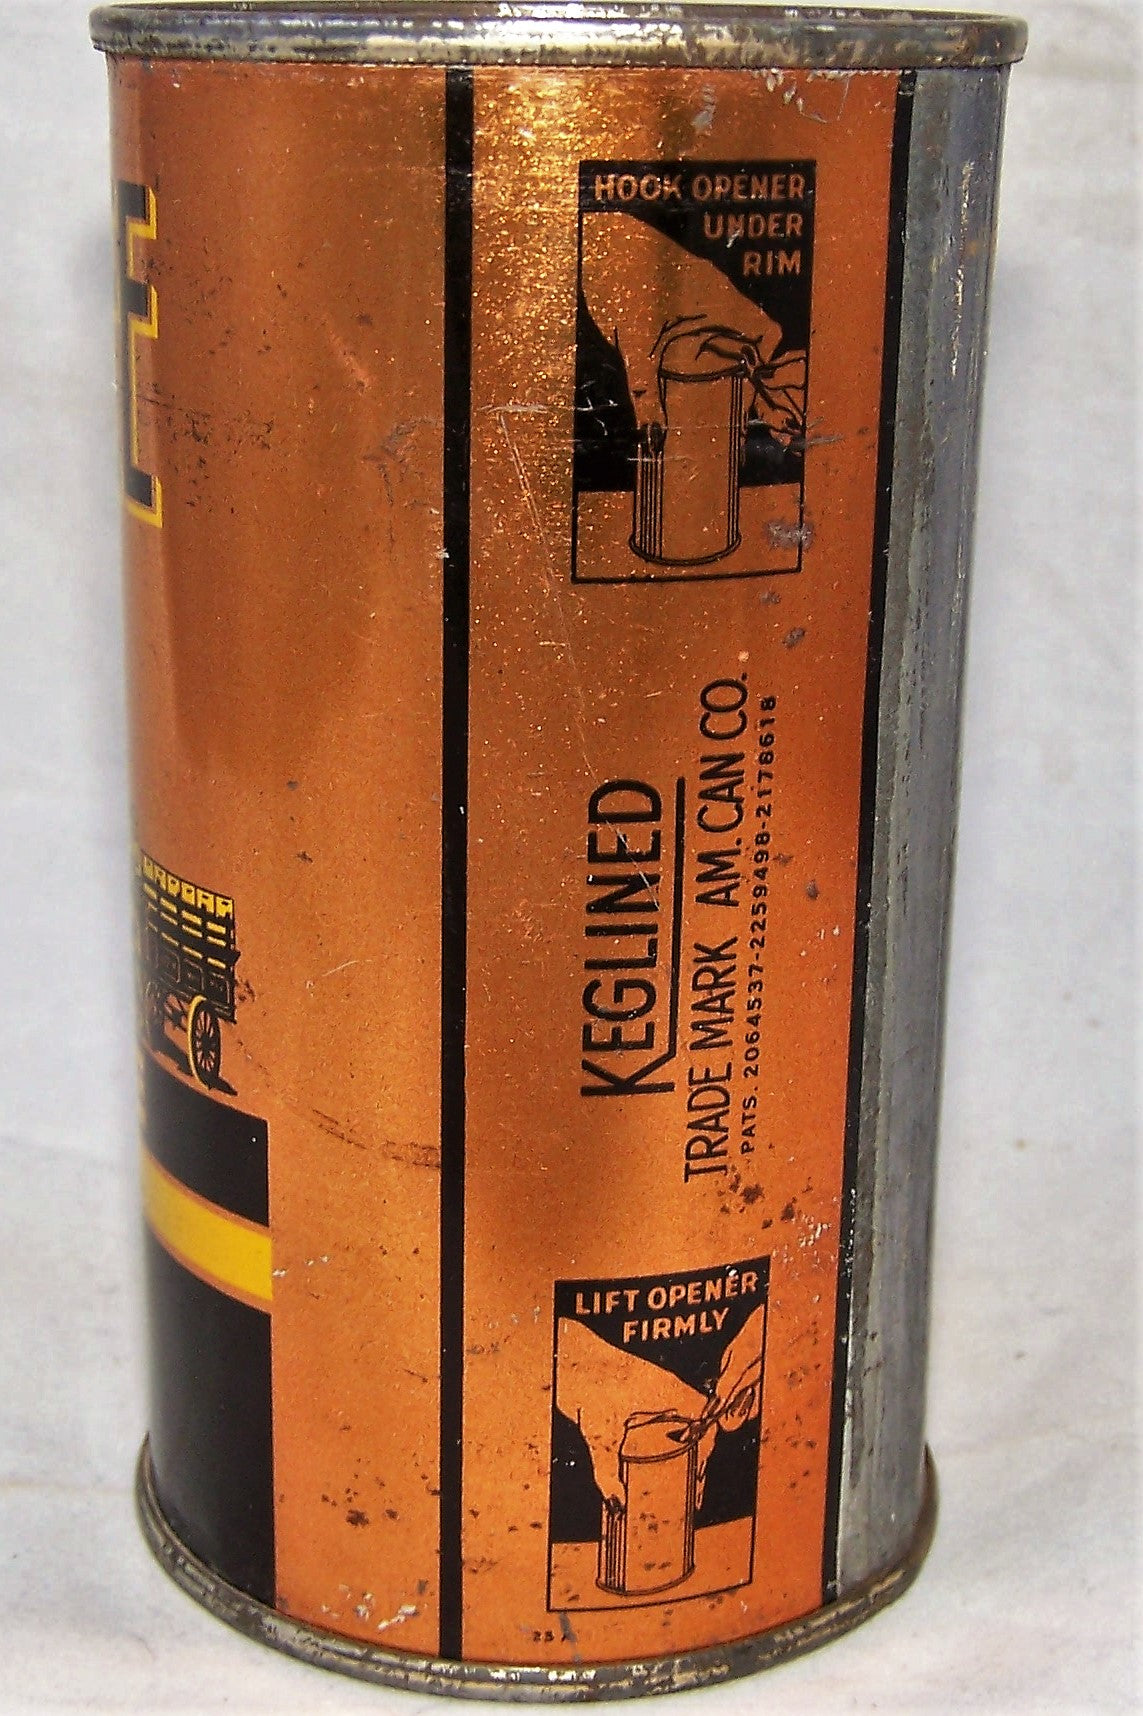 HOOK OPENER
UNDER
RIM
KEGLINED
TRADE MARK AM. CAN CO.
PATS. 2064537-2259498-2178618
LIFT OPENER
FIRMLY
E